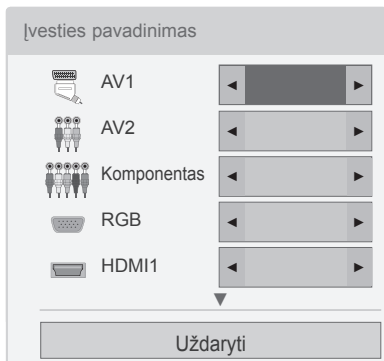 Įvesties pavadinimas
AV1
AV2
Komponentas
RGB
HDMI1
Uždaryti